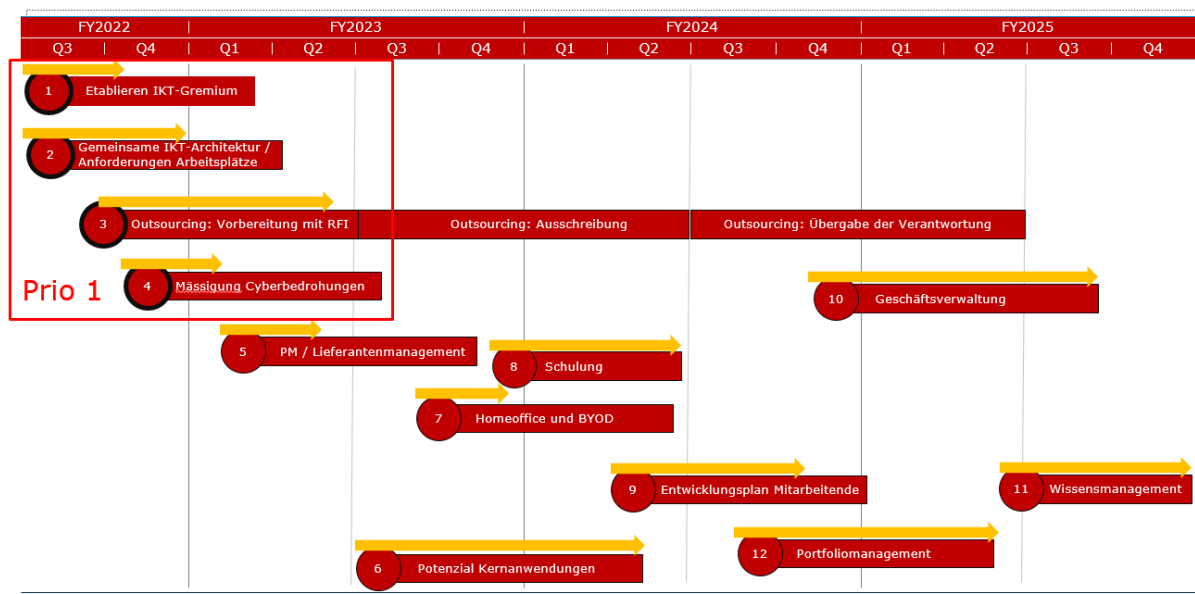 FY2022 FY2023 FY2024 FY2025
Q3 Q4 Q1 Q2 Q3 Q4 Q1 Q2 Q3 Q4 Q1 Q2 Q3 Q4
1 Etablieren IKT-Gremium
2 Gemeinsame IKT-Architektur /
Anforderungen Arbeitsplätze
3 Outsourcing: Vorbereitung mit RFI Outsourcing: Ausschreibung Outsourcing: Übergabe der Verantwortung
Prio 1
4 Mässigung Cyberbedrohungen
10 Geschäftsverwaltung
5 PM / Lieferantenmanagement
8 Schulung
7 Homeoffice und BYOD
9 Entwicklungsplan Mitarbeitende
11 Wissensmanagement
12 Portfoliomanagement
6 Potenzial Kernanwendungen